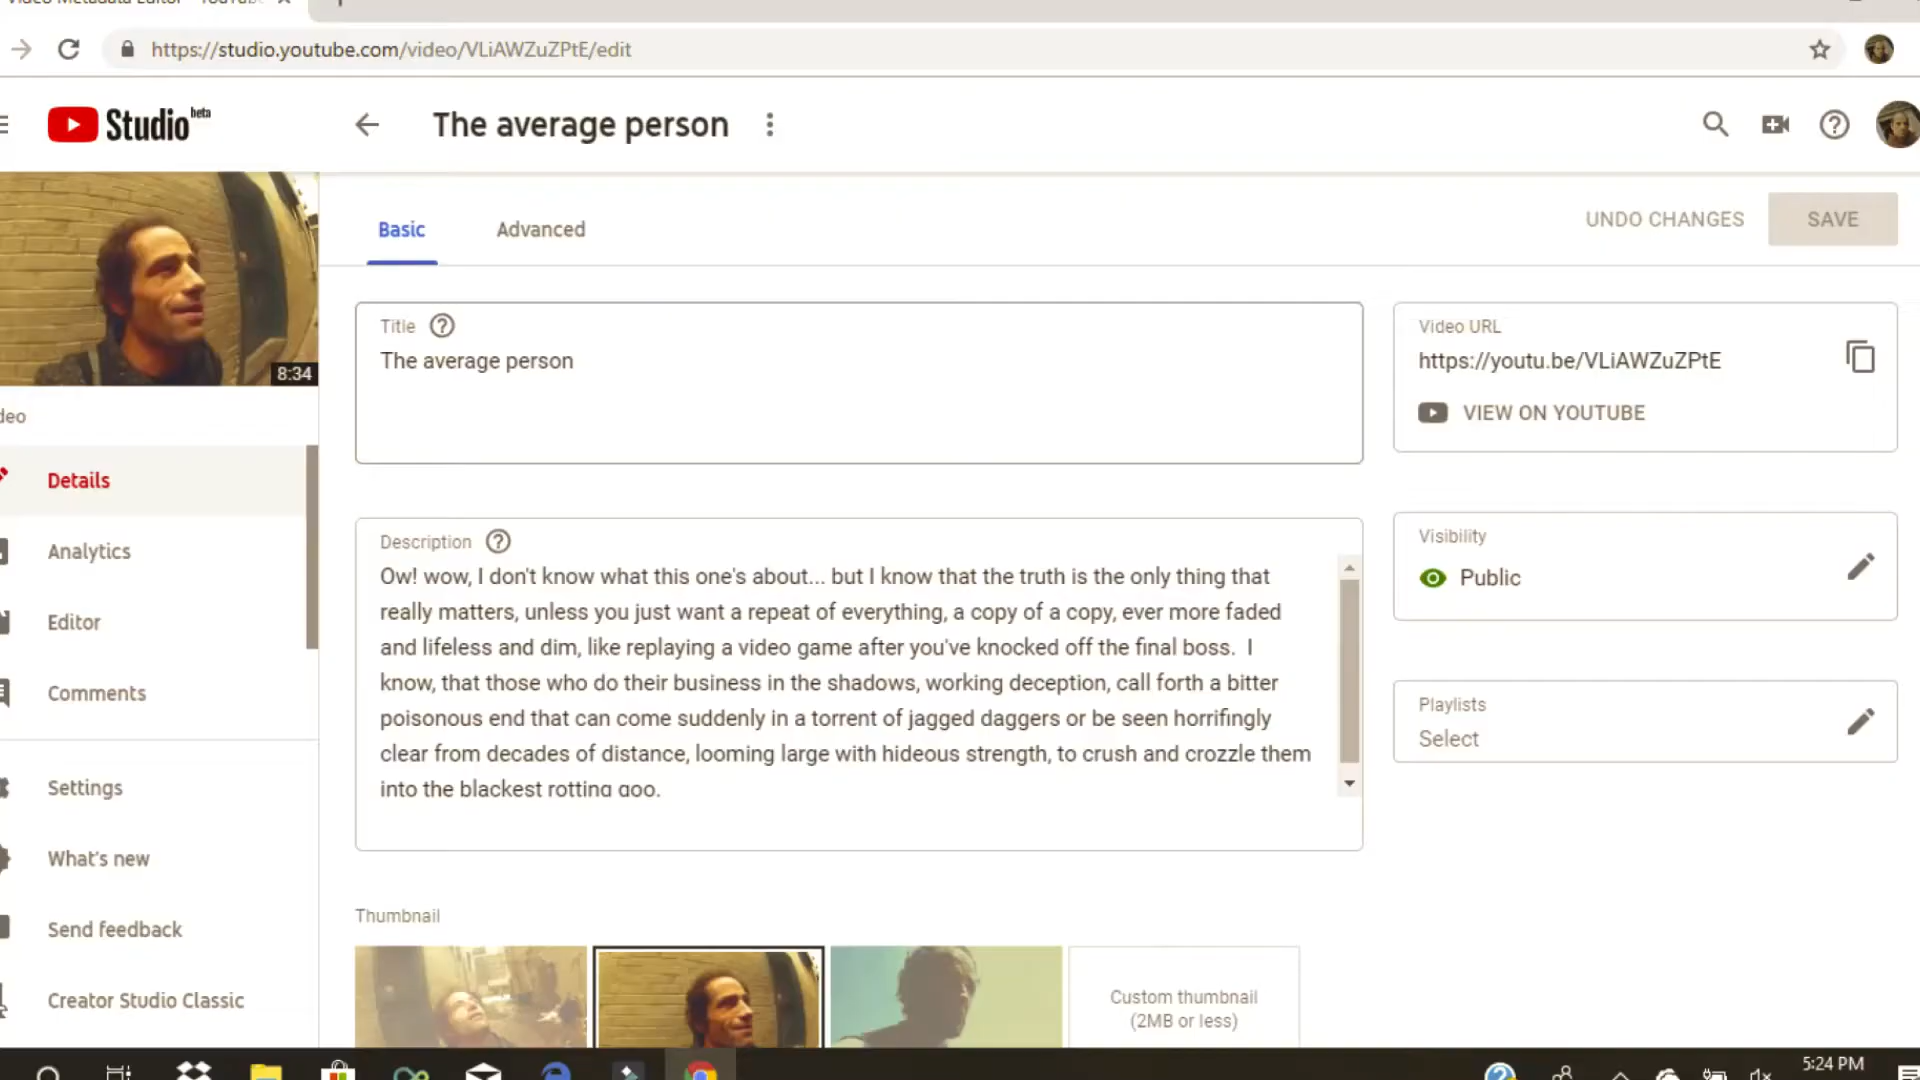 https://studio.youtube.com/video/VLiAWZuZPtE/edit
Studio beta
The average person
Basic
Advanced
UNDO CHANGES
SAVE
8:34
Title
The average person
Video URL
https://youtu.be/VLiAWZuZPtE
VIEW ON YOUTUBE
Details
Analytics
Editor
Comments
Settings
What's new
Send feedback
Creator Studio Classic
Description
Ow! wow, I don't know what this one's about... but I know that the truth is the only thing that
really matters, unless you just want a repeat of everything, a copy of a copy, ever more faded
and lifeless and dim, like replaying a video game after you've knocked off the final boss.  I
know, that those who do their business in the shadows, working deception, call forth a bitter
poisonous end that can come suddenly in a torrent of jagged daggers or be seen horrifingly
clear from decades of distance, looming large with hideous strength, to crush and crozzle them
into the blackest rotting goo.
Visibility
Public
Playlists
Select
Thumbnail
Custom thumbnail
(2MB or less)
5:24 PM